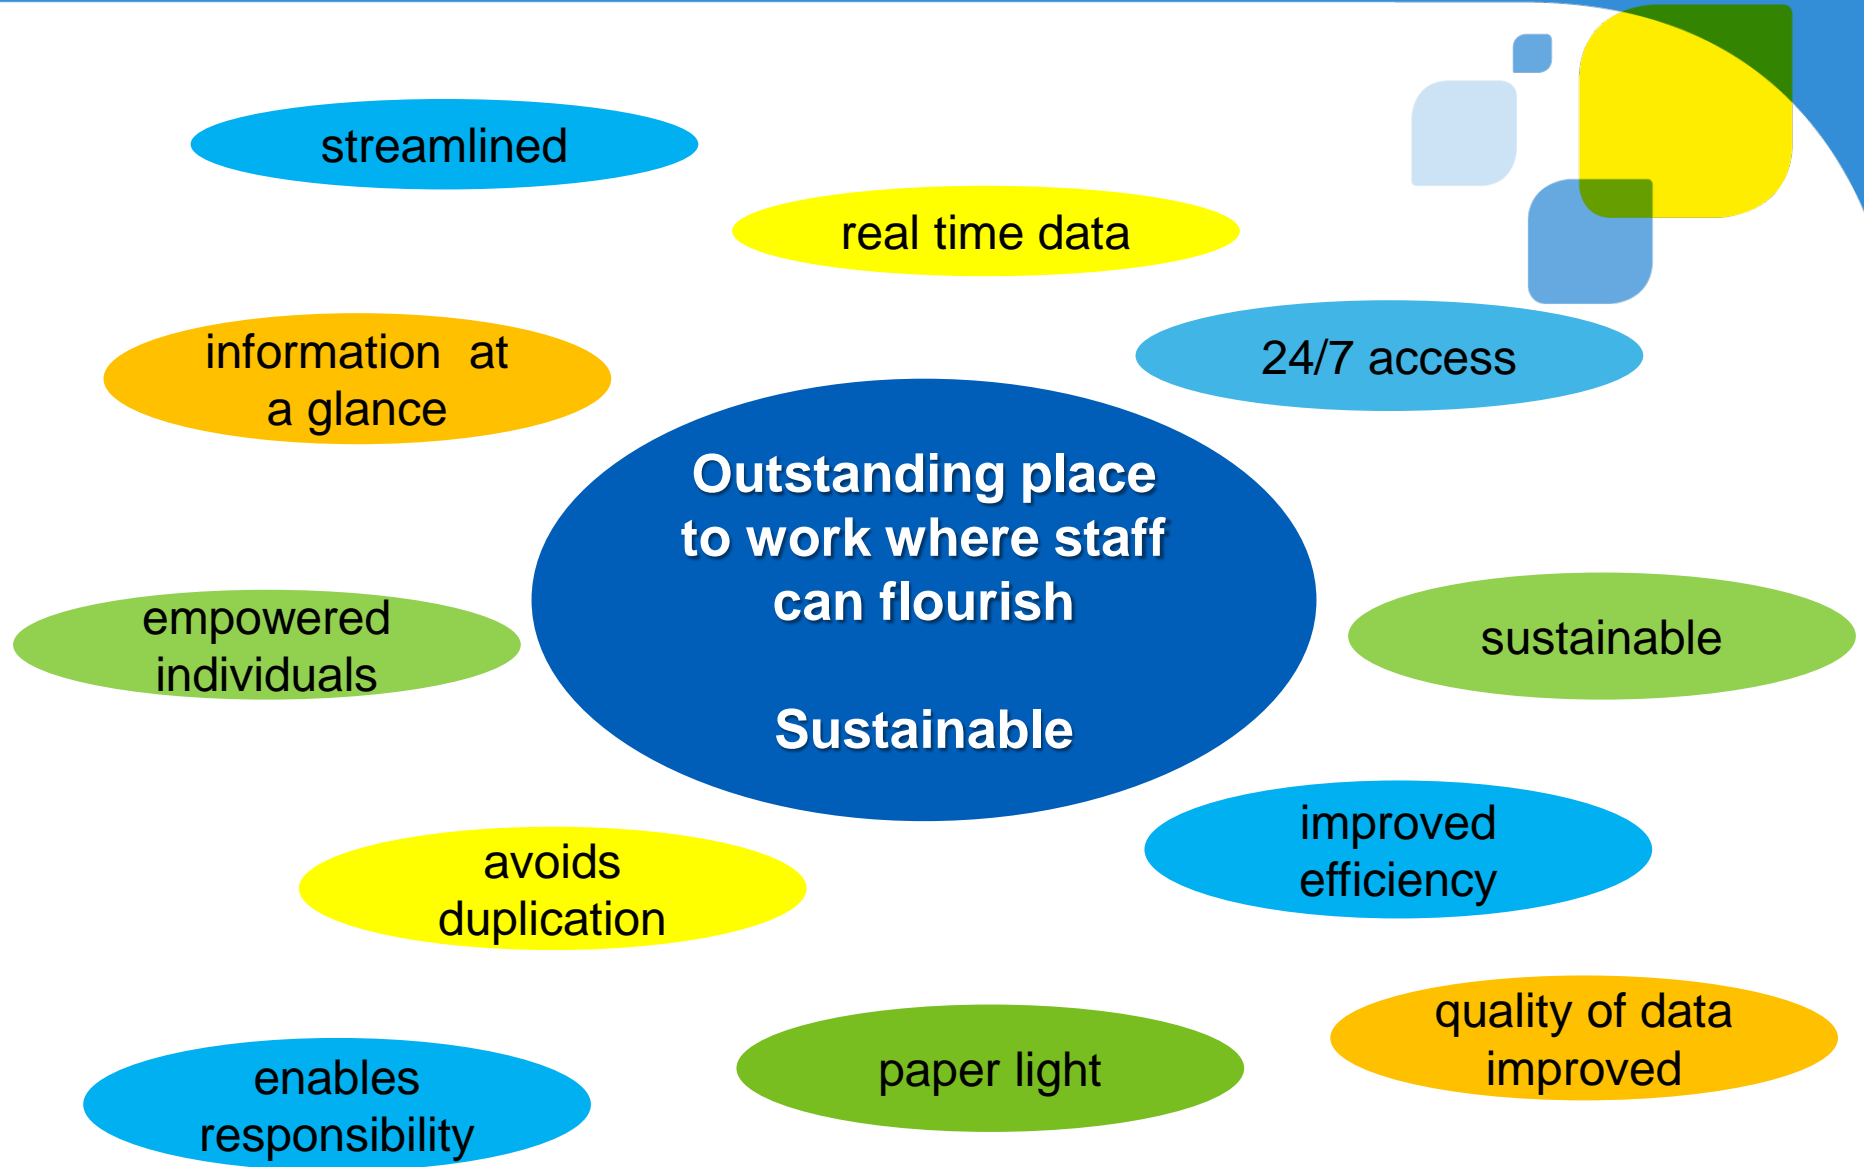 streamlined
real time data
information  at
a glance
24/7 access
Outstanding place
to work where staff
can flourish
Sustainable
empowered
individuals
sustainable
improved
efficiency
avoids
duplication
quality of data
improved
paper light
enables
responsibility